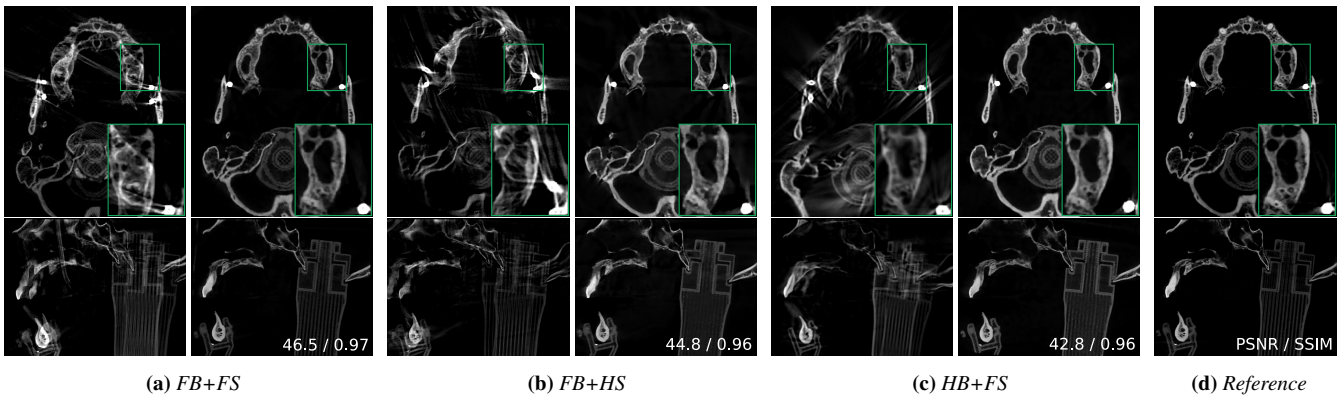 46.5 / 0.97
44.8 / 0.96
42.8 / 0.96
PSNR / SSIM
(a) FB+FS
(b) FB+HS
(c) HB+FS
(d) Reference